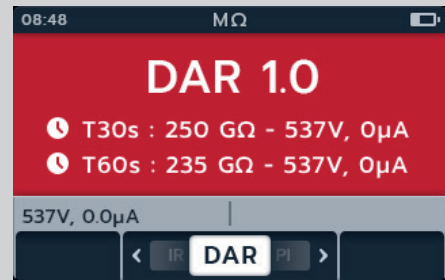 08:48 MΩ
DAR 1.0
T30s : 250 GΩ - 537V, 0µA
T60s : 235 GΩ - 537V, 0µA
537V, 0.0µA
< IR DAR PI >